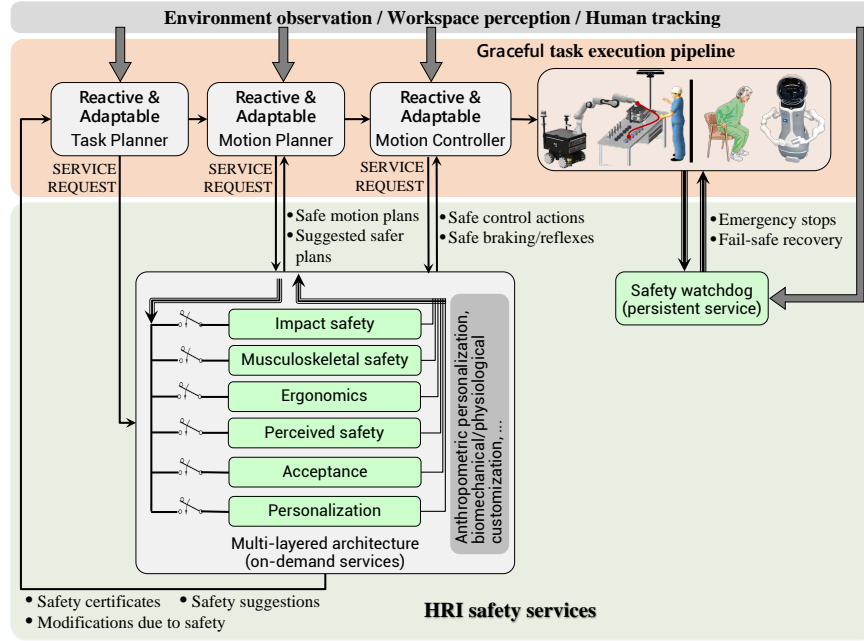 Environment observation / Workspace perception / Human tracking
Graceful task execution pipeline
Reactive &
Adaptable
Task Planner
Reactive &
Adaptable
Motion Planner
Reactive &
Adaptable
Motion Controller
SERVICE
REQUEST
SERVICE
REQUEST
SERVICE
REQUEST
• Safe motion plans
• Suggested safer
plans
• Safe control actions
• Safe braking/reflexes
• Emergency stops
• Fail-safe recovery
Safety watchdog
(persistent service)
Impact safety
Musculoskeletal safety
Ergonomics
Perceived safety
Acceptance
Personalization
Anthropometric personalization,
biomechanical/physiological
customization, ...
Multi-layered architecture
(on-demand services)
• Safety certificates • Safety suggestions
• Modifications due to safety
HRI safety services